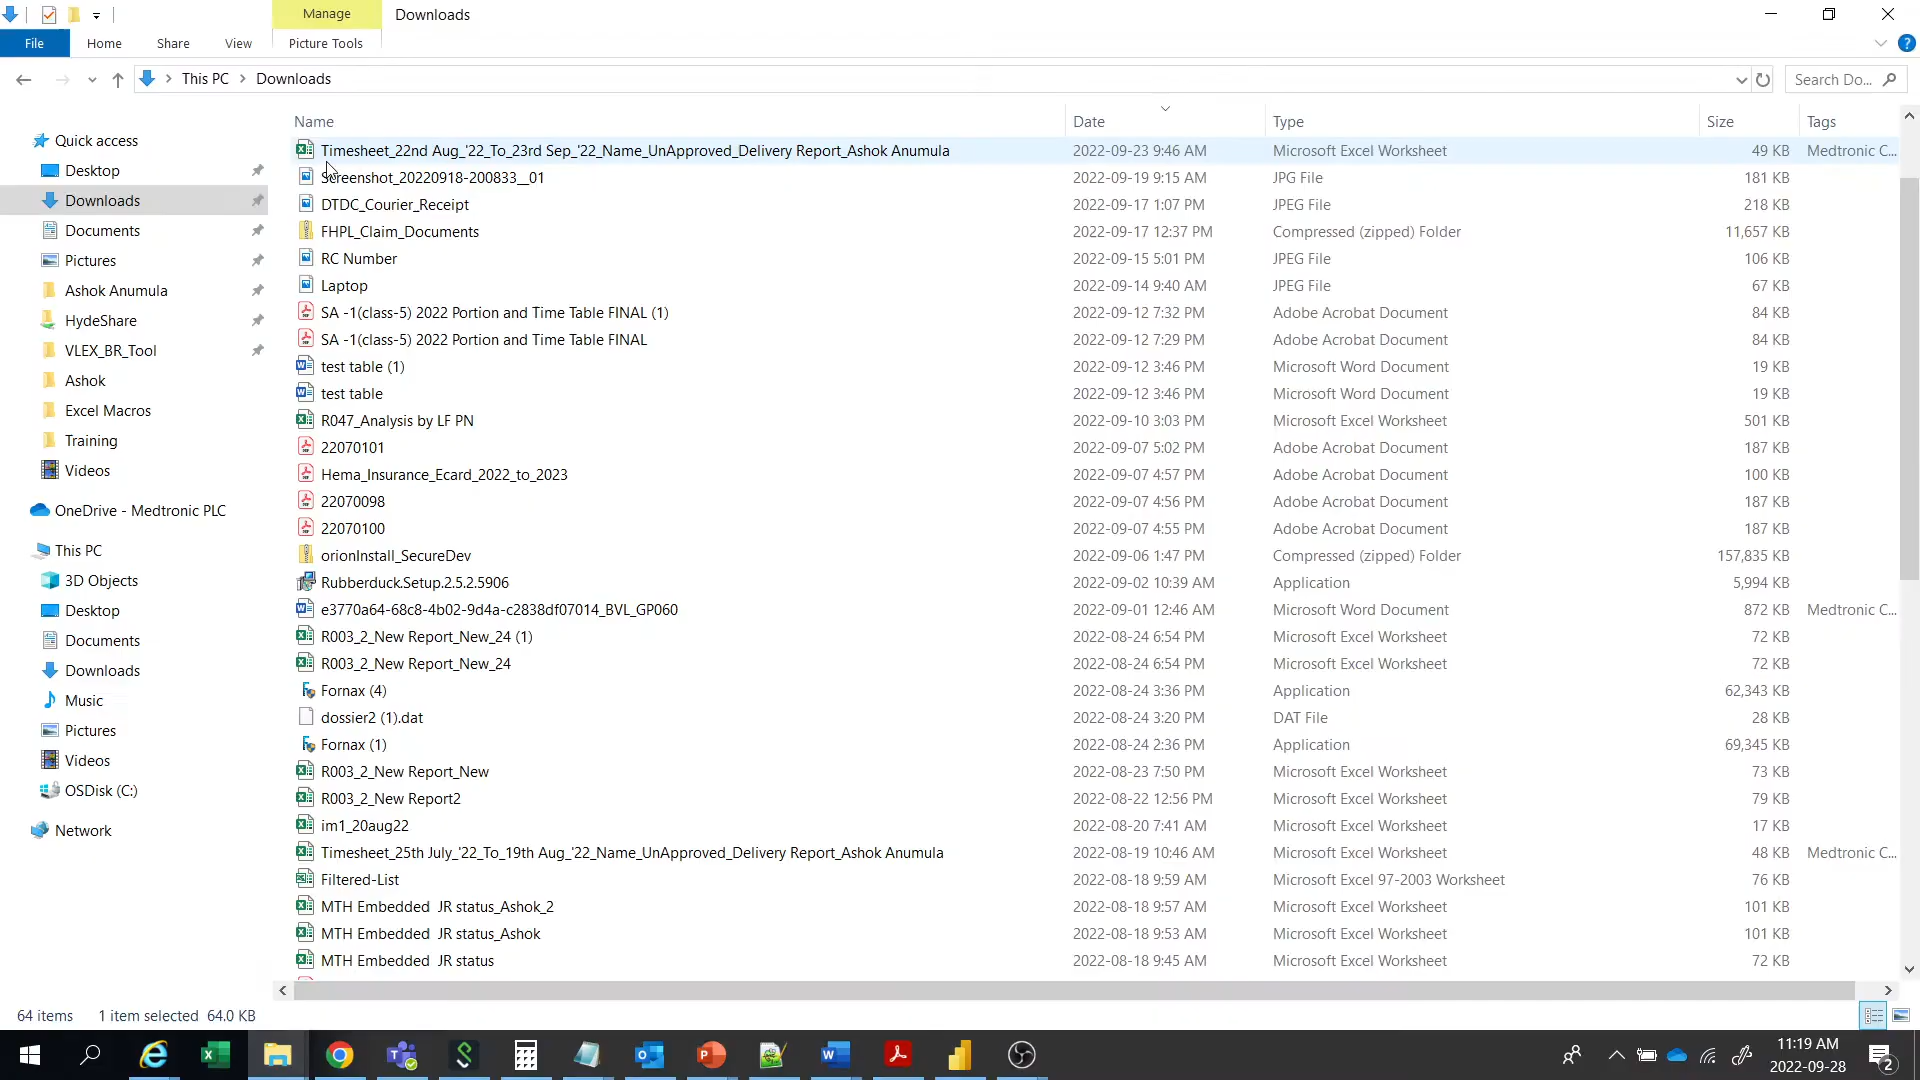 Manage Downloads
File Home Share View Picture Tools
This PC Downloads Search Do...
Name Date Type Size Tags
Quick access
Desktop
Downloads
Documents
Pictures
Ashok Anumula
HydeShare
VLEX_BR_Tool
Ashok
Excel Macros
Training
Videos
OneDrive - Medtronic PLC
This PC
3D Objects
Desktop
Documents
Downloads
Music
Pictures
Videos
OSDisk (C:)
Network
Timesheet_22nd Aug_'22_To_23rd Sep_'22_Name_UnApproved_Delivery Report_Ashok Anumula 2022-09-23 9:46 AM Microsoft Excel Worksheet 49 KB Medtronic C...
Screenshot_20220918-200833__01 2022-09-19 9:15 AM JPG File 181 KB
DTDC_Courier_Receipt 2022-09-17 1:07 PM JPEG File 218 KB
FHPL_Claim_Documents 2022-09-17 12:37 PM Compressed (zipped) Folder 11,657 KB
RC Number 2022-09-15 5:01 PM JPEG File 106 KB
Laptop 2022-09-14 9:40 AM JPEG File 67 KB
SA -1(class-5) 2022 Portion and Time Table FINAL (1) 2022-09-12 7:32 PM Adobe Acrobat Document 84 KB
SA -1(class-5) 2022 Portion and Time Table FINAL 2022-09-12 7:29 PM Adobe Acrobat Document 84 KB
test table (1) 2022-09-12 3:46 PM Microsoft Word Document 19 KB
test table 2022-09-12 3:46 PM Microsoft Word Document 19 KB
R047_Analysis by LF PN 2022-09-10 3:03 PM Microsoft Excel Worksheet 501 KB
22070101 2022-09-07 5:02 PM Adobe Acrobat Document 187 KB
Hema_Insurance_Ecard_2022_to_2023 2022-09-07 4:57 PM Adobe Acrobat Document 100 KB
22070098 2022-09-07 4:56 PM Adobe Acrobat Document 187 KB
22070100 2022-09-07 4:55 PM Adobe Acrobat Document 187 KB
orionInstall_SecureDev 2022-09-06 1:47 PM Compressed (zipped) Folder 157,835 KB
Rubberduck.Setup.2.5.2.5906 2022-09-02 10:39 AM Application 5,994 KB
e3770a64-68c8-4b02-9d4a-c2838df07014_BVL_GP060 2022-09-01 12:46 AM Microsoft Word Document 872 KB Medtronic C...
R003_2_New Report_New_24 (1) 2022-08-24 6:54 PM Microsoft Excel Worksheet 72 KB
R003_2_New Report_New_24 2022-08-24 6:54 PM Microsoft Excel Worksheet 72 KB
Fornax (4) 2022-08-24 3:36 PM Application 62,343 KB
dossier2 (1).dat 2022-08-24 3:20 PM DAT File 28 KB
Fornax (1) 2022-08-24 2:36 PM Application 69,345 KB
R003_2_New Report_New 2022-08-23 7:50 PM Microsoft Excel Worksheet 73 KB
R003_2_New Report2 2022-08-22 12:56 PM Microsoft Excel Worksheet 79 KB
im1_20aug22 2022-08-20 7:41 AM Microsoft Excel Worksheet 17 KB
Timesheet_25th July_'22_To_19th Aug_'22_Name_UnApproved_Delivery Report_Ashok Anumula 2022-08-19 10:46 AM Microsoft Excel Worksheet 48 KB Medtronic C...
Filtered-List 2022-08-18 9:59 AM Microsoft Excel 97-2003 Worksheet 76 KB
MTH Embedded  JR status_Ashok_2 2022-08-18 9:57 AM Microsoft Excel Worksheet 101 KB
MTH Embedded  JR status_Ashok 2022-08-18 9:53 AM Microsoft Excel Worksheet 101 KB
MTH Embedded  JR status 2022-08-18 9:45 AM Microsoft Excel Worksheet 72 KB
64 items 1 item selected 64.0 KB
11:19 AM
2022-09-28
2